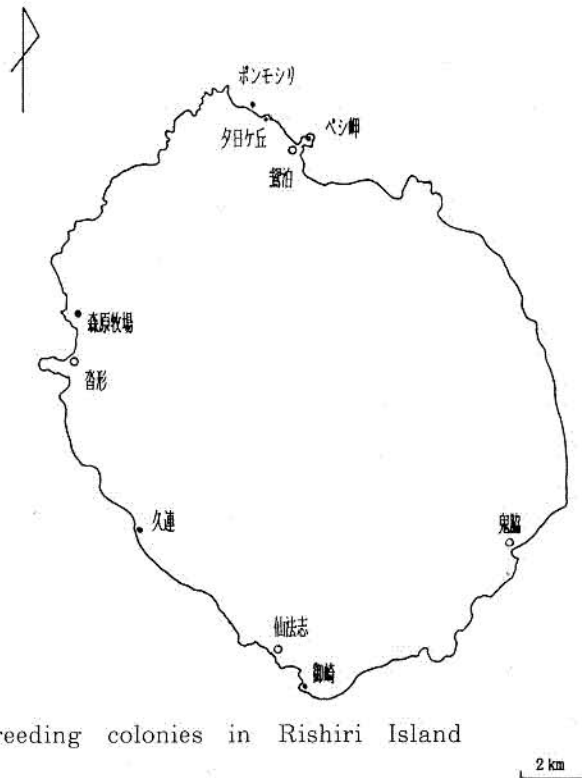 ポンモシリ
夕日ケ丘
ペシ岬
鴛泊
森原牧場
沓形
久連
鬼脇
仙法志
御崎
reeding colonies in Rishiri Island
2 km